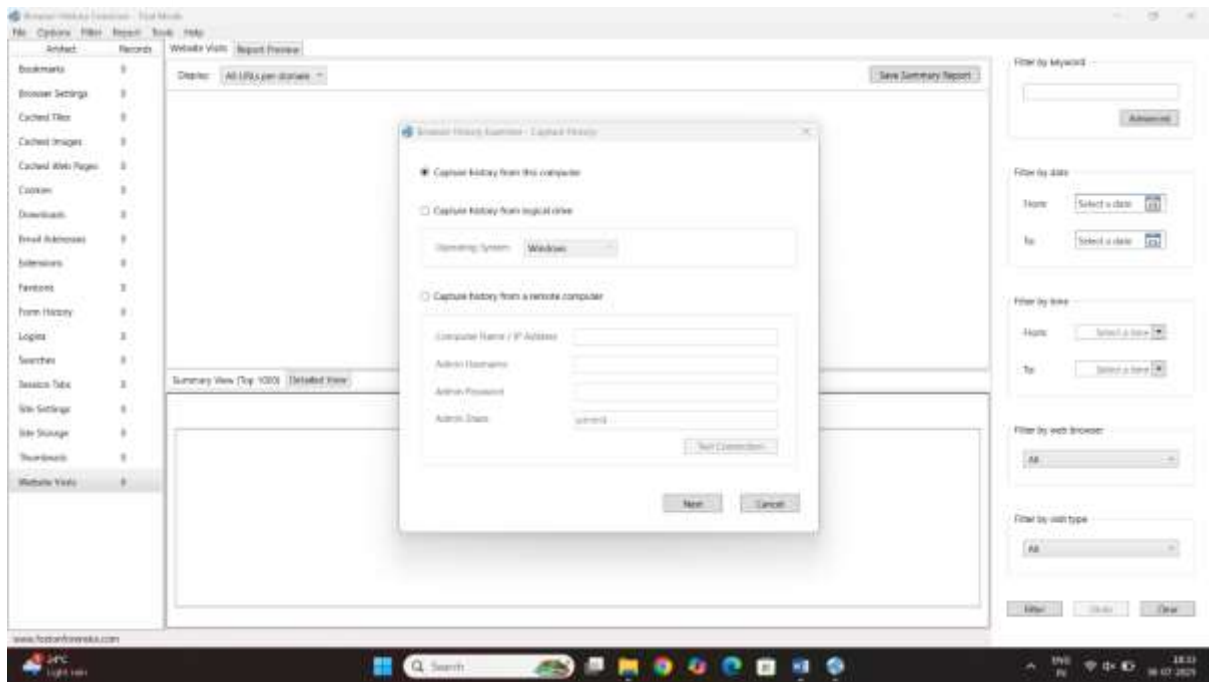 Browser History Examiner - Trial Mode
File Options Filter Report Tools Help
Artefact Records
Bookmarks 0
Browser Settings 0
Cached Files 0
Cached Images 0
Cached Web Pages 0
Cookies 0
Downloads 0
Email Addresses 0
Extensions 0
Favicons 0
Form History 0
Logins 0
Searches 0
Session Tabs 0
Site Settings 0
Site Storage 0
Thumbnails 0
Website Visits 0
Website Visits Report Preview
Display: All URLs per domain
Save Summary Report
Browser History Examiner - Capture History
Capture history from this computer
Capture history from logical drive
Operating System Windows
Capture history from a remote computer
Computer Name / IP Address
Admin Username
Admin Password
Admin Share
Test Connection
Next Cancel
Summary View (Top 1000) Detailed View
Filter by keyword
Advanced
Filter by date
From: Select a date
To: Select a date
Filter by time
From: Select a time
To: Select a time
Filter by web browser
All
Filter by visit type
All
Filter Clear
www.foxtonforensics.com
24°C
Light rain
Search
ENG
IN
18:33